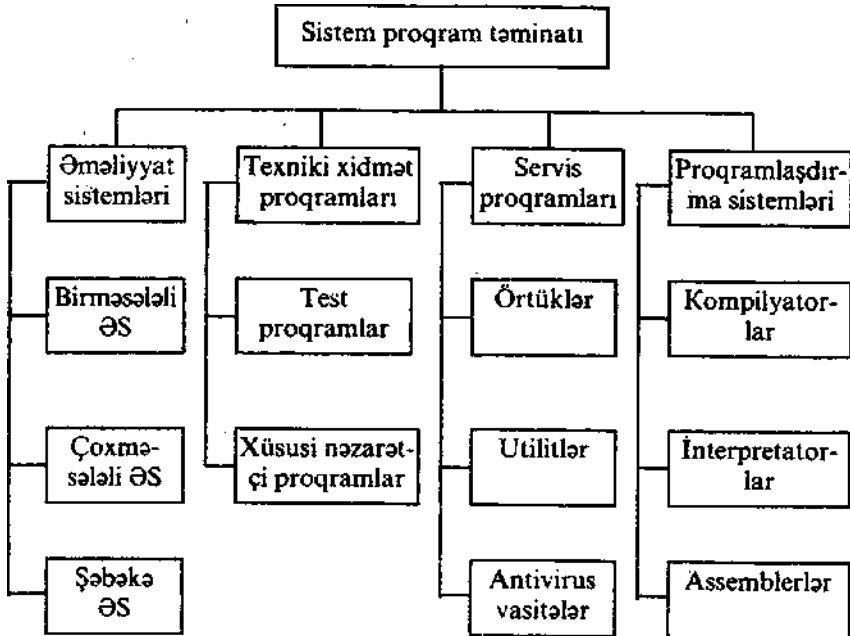 Sistem proqram təminatı
Əməliyyat
sistemləri
Birməsələli
ƏS
Çoxmə-
sələli ƏS
Şəbəkə
ƏS
Texniki xidmət
proqramları
Test
proqramlar
Xüsusi nəzarət-
çi proqramlar
Servis
proqramları
Örtüklər
Utilitlər
Antivirus
vasitələr
Proqramlaşdır-
ma sistemləri
Kompilyator-
lar
İnterpretator-
lar
Assemblerlər